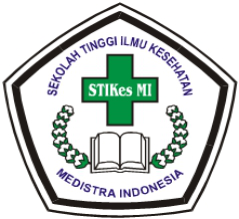 SEKOLAH TINGGI ILMU KESEHATAN
STIKes MI
MEDISTRA INDONESIA